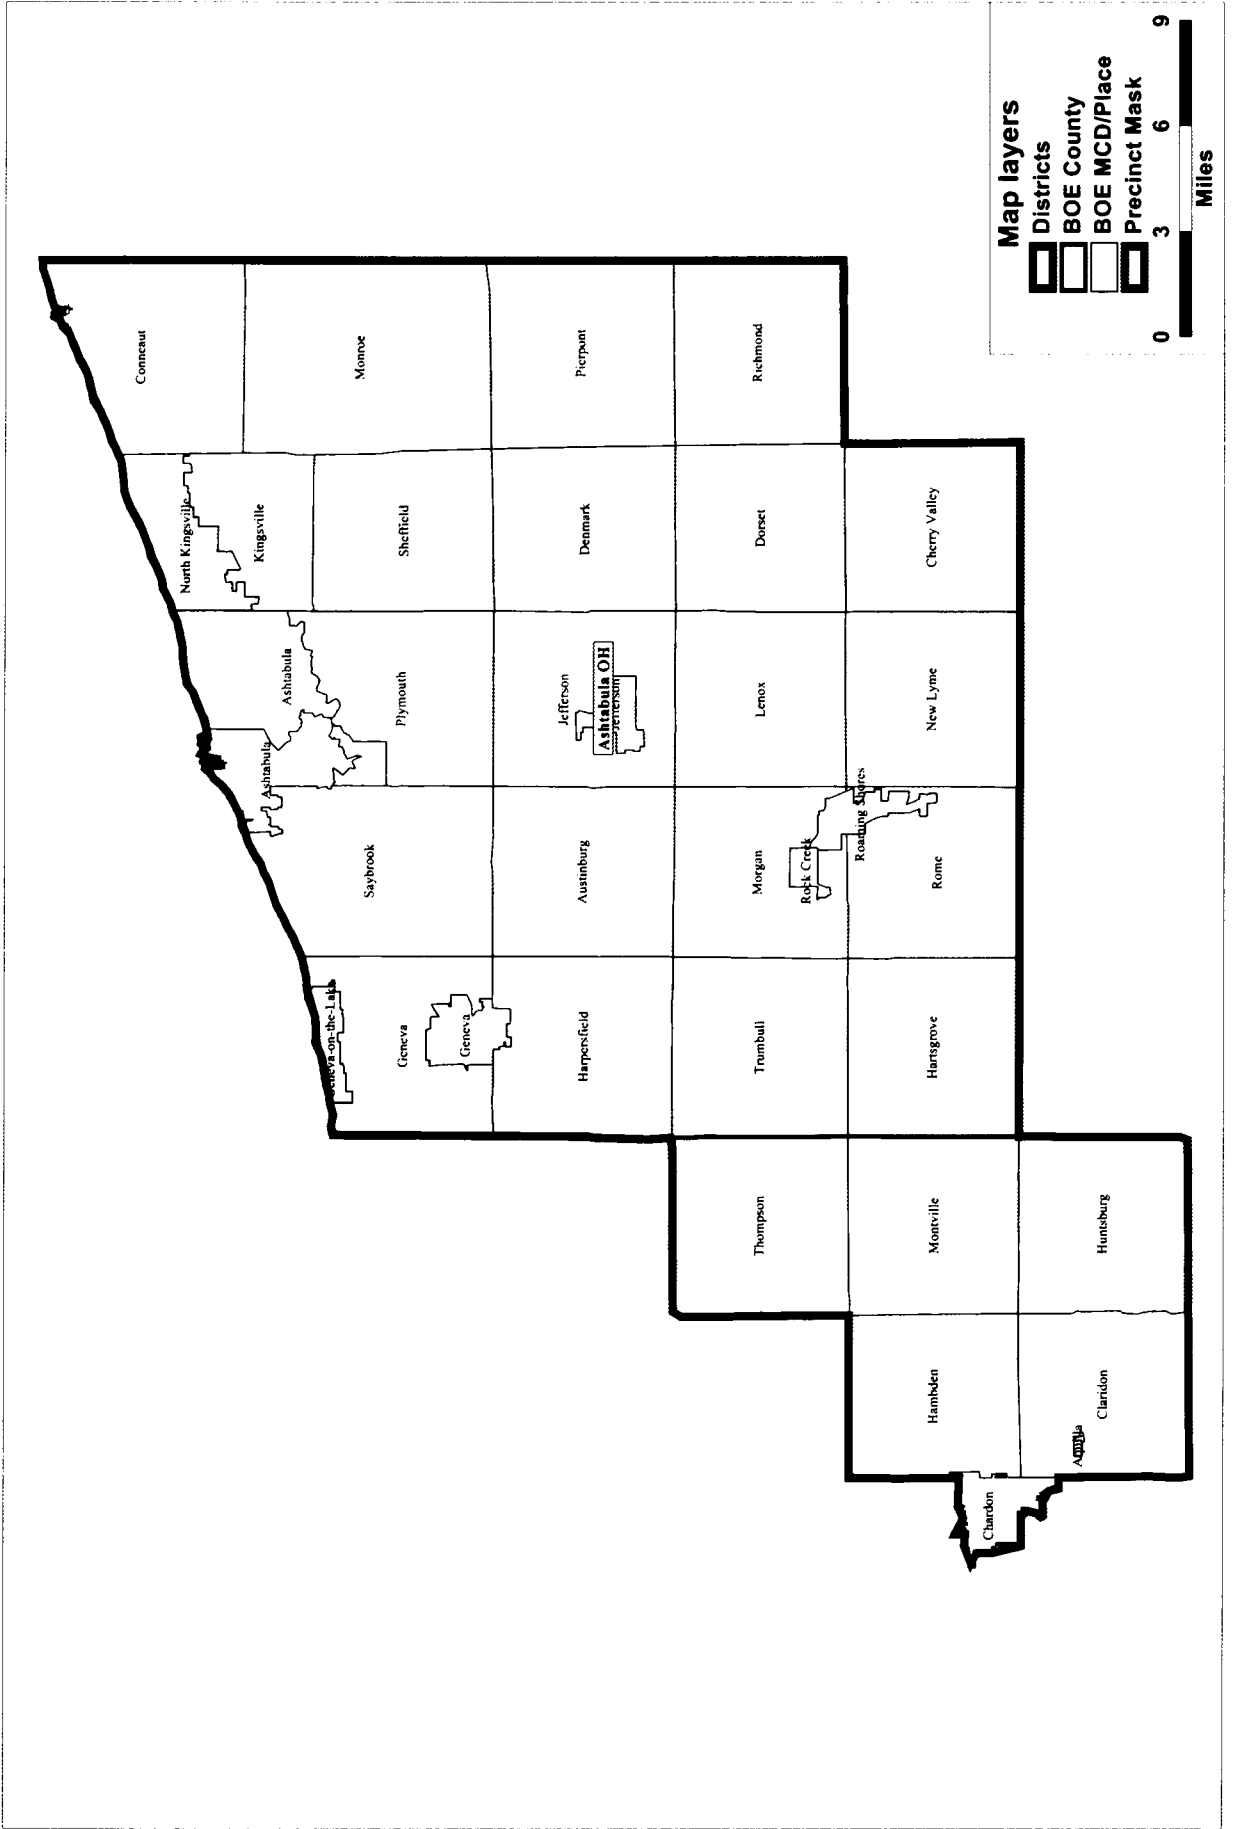 Conneaut
Monroe
Pierpont
Richmond
North Kingsville
Kingsville
Sheffield
Denmark
Dorset
Cherry Valley
Ashtabula
Plymouth
Jefferson
Ashtabula OH
Jefferson
Lenox
New Lyme
Ashtabula
Saybrook
Austinburg
Morgan
Rock Creek
Roaming Shores
Rome
Geneva-on-the-Lake
Geneva
Geneva
Harpersfield
Trumbull
Hartsgrove
Thompson
Montville
Huntsburg
Hambden
Claridon
Chardon
Map layers
Districts
BOE County
BOE MCD/Place
Precinct Mask
0 3 6 9
Miles